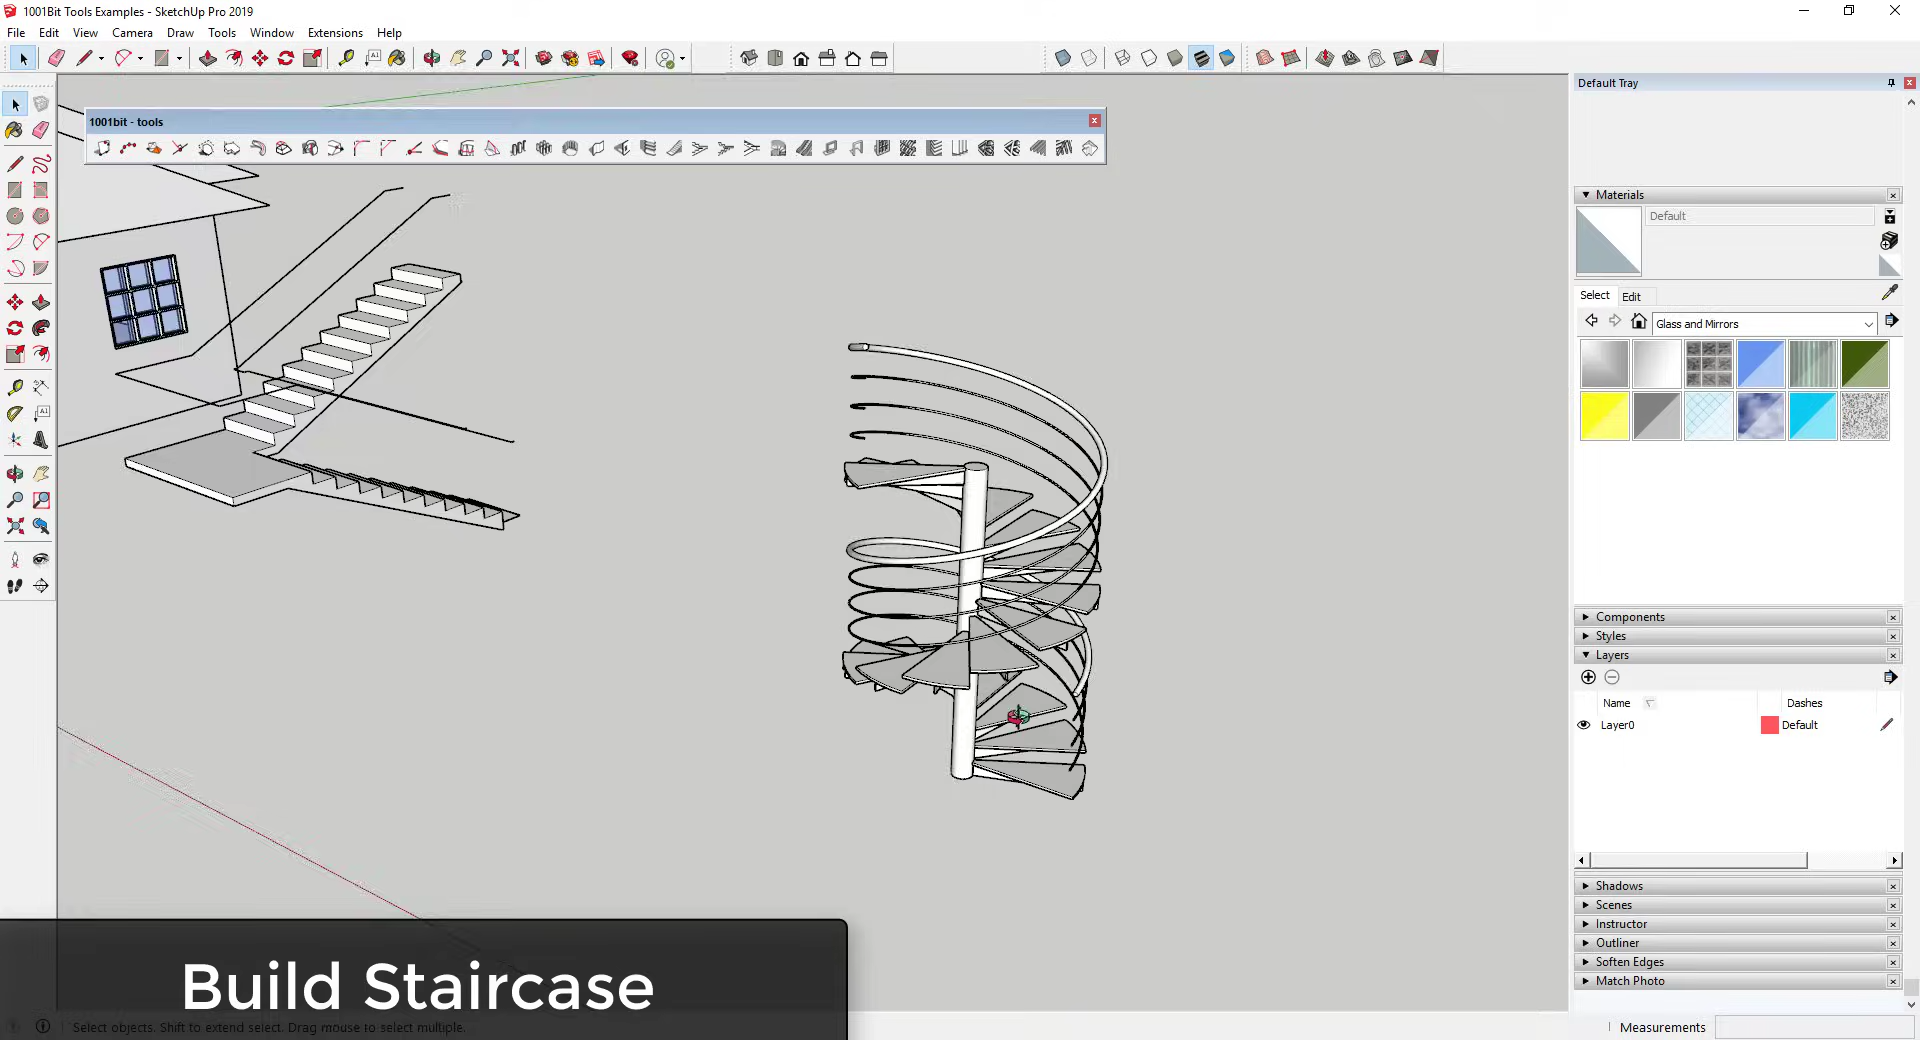 1001Bit Tools Examples - SketchUp Pro 2019
File Edit View Camera Draw Tools Window Extensions Help
Default Tray
1001bit - tools
Materials
Default
Select Edit
Glass and Mirrors
Components
Styles
Layers
Name Dashes
Layer0 Default
Shadows
Scenes
Instructor
Outliner
Soften Edges
Match Photo
Build Staircase
Select objects. Shift to extend select. Drag mouse to select multiple.
Measurements